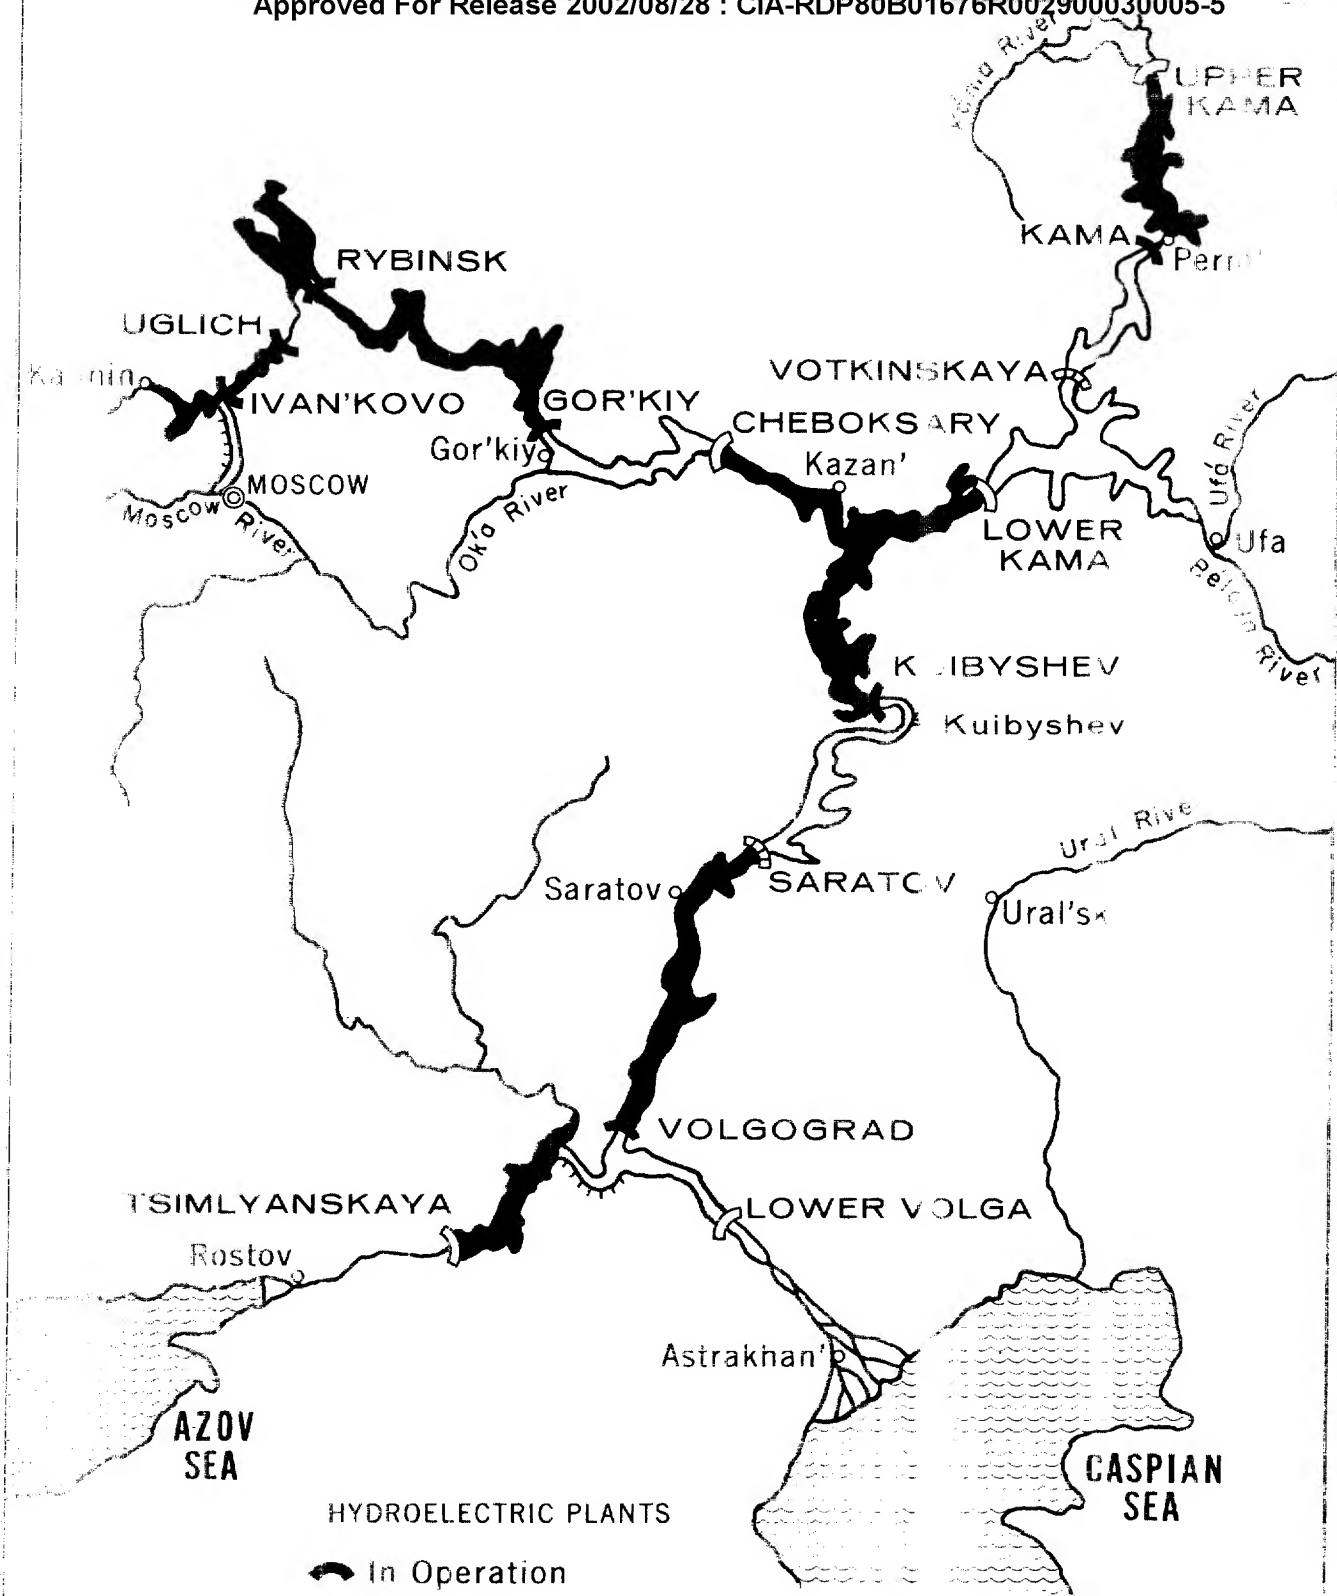 Approved For Release 2002/08/28 : CIA-RDP80B01676R002900030005-5
Kama River
UPPER
KAMA
KAMA
Perm'
RYBINSK
UGLICH
VOTKINSKAYA
Kalinin
IVAN'KOVO
GOR'KIY
CHEBOKSARY
Ufa River
Gor'kiy
Kazan'
MOSCOW
Moscow River
Oka River
LOWER
KAMA
Ufa
River
KUIBYSHEV
Kuibyshev
Ural River
Saratov
SARATOV
Ural'sk
VOLGOGRAD
TSIMLYANSKAYA
LOWER VOLGA
Rostov
Astrakhan'
AZOV
SEA
CASPIAN
SEA
HYDROELECTRIC PLANTS
In Operation